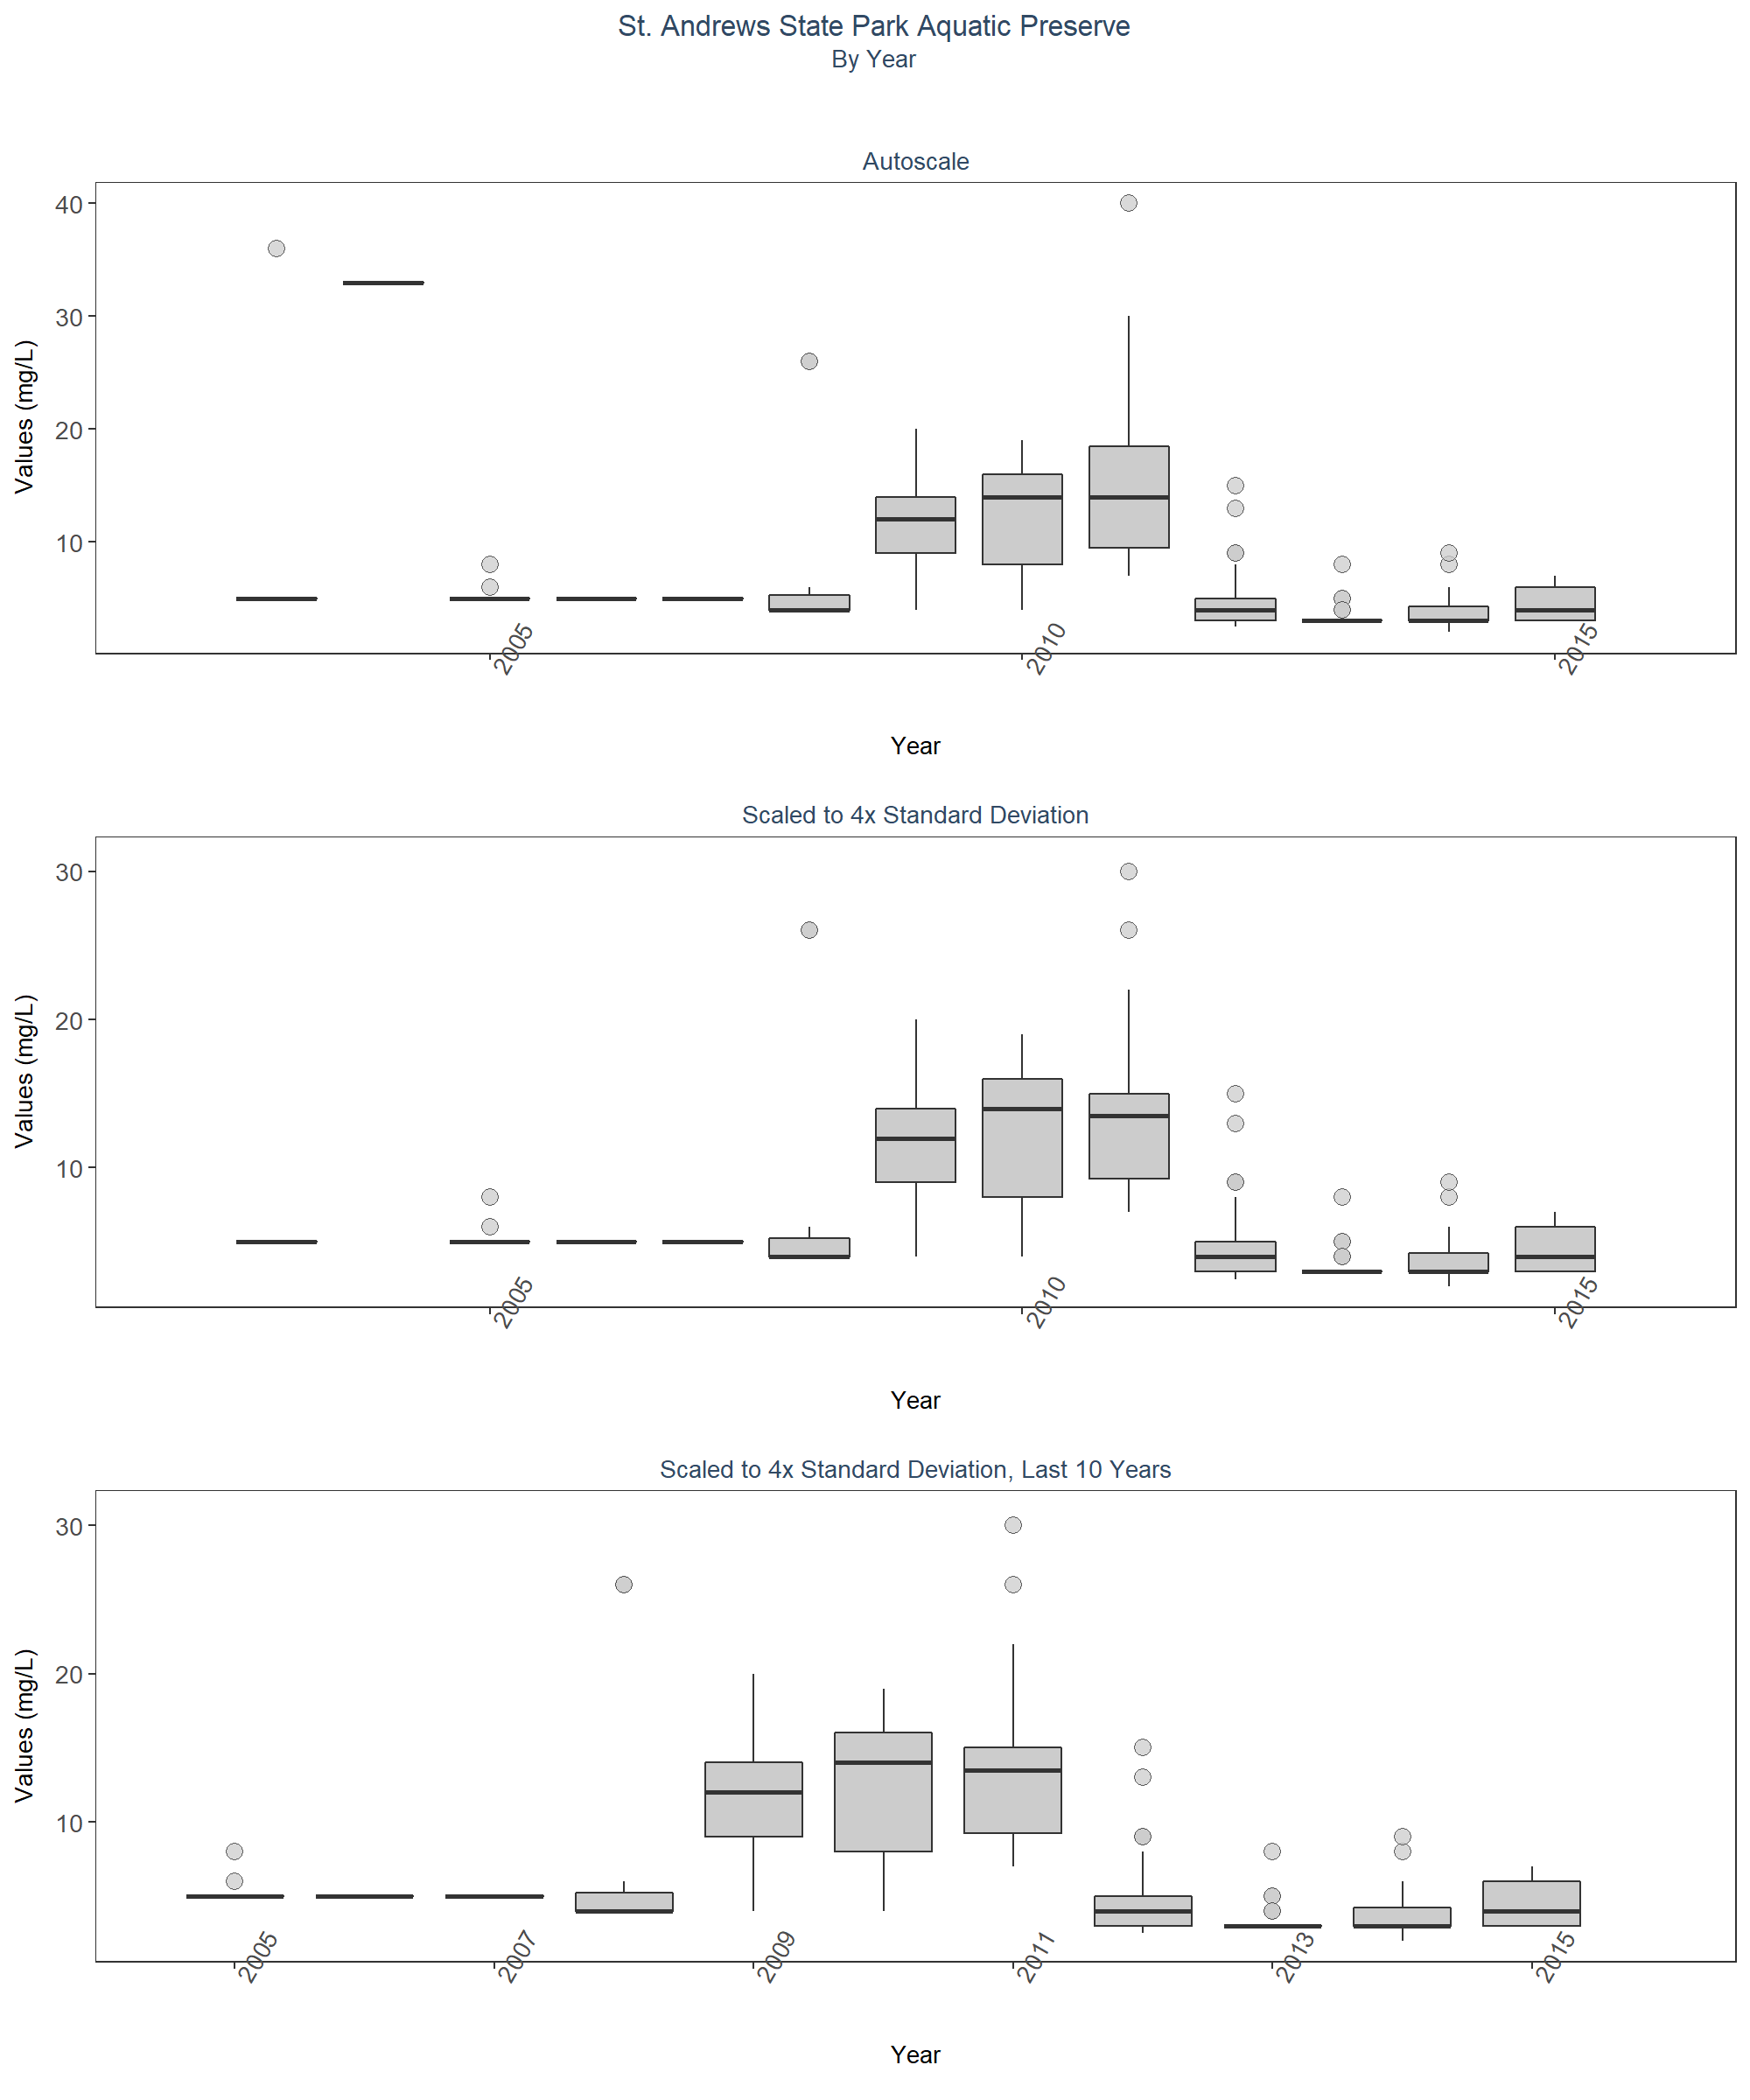 St. Andrews State Park Aquatic Preserve
By Year
Autoscale
40
30
20
10
Values (mg/L)
2005
2010
2015
Year
Scaled to 4x Standard Deviation
30
20
10
Values (mg/L)
2005
2010
2015
Year
Scaled to 4x Standard Deviation, Last 10 Years
30
20
10
Values (mg/L)
2005
2007
2009
2011
2013
2015
Year